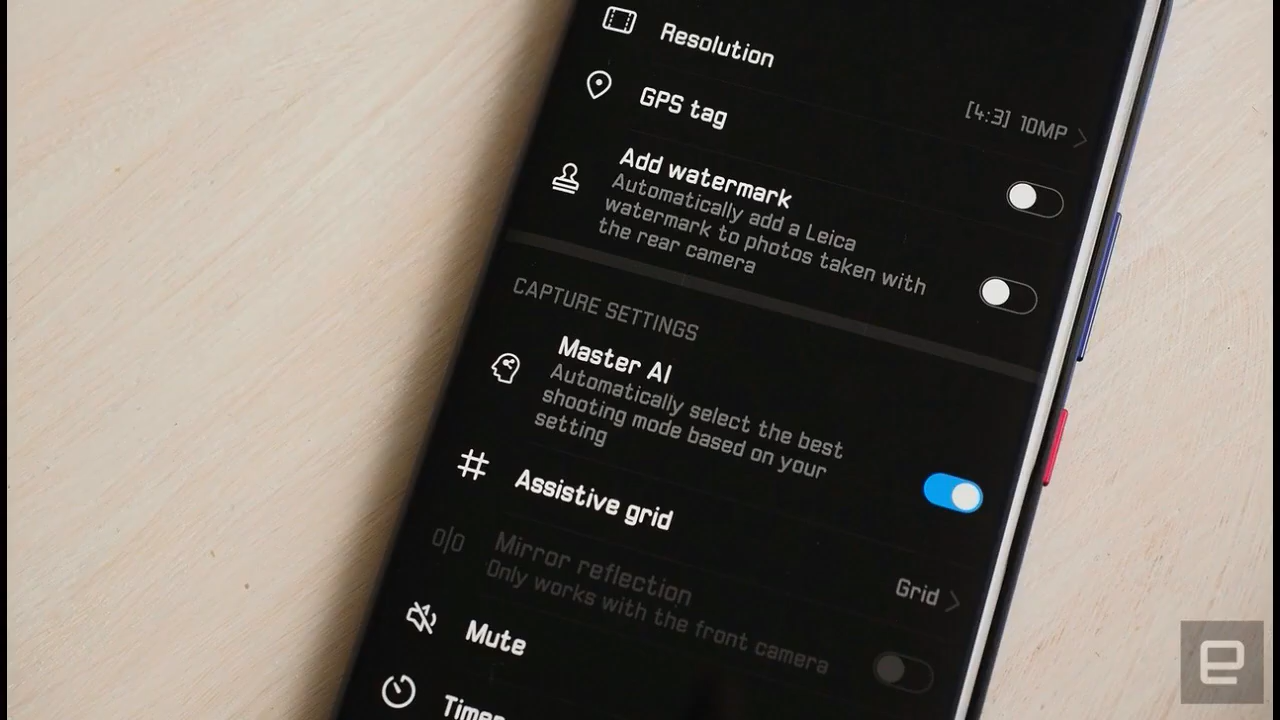 Resolution
[4:3] 10MP
GPS tag
Add watermark
Automatically add a Leica
watermark to photos taken with
the rear camera
CAPTURE SETTINGS
Master AI
Automatically select the best
shooting mode based on your
setting
Assistive grid
Grid
Mirror reflection
Only works with the front camera
Mute
Timer
e